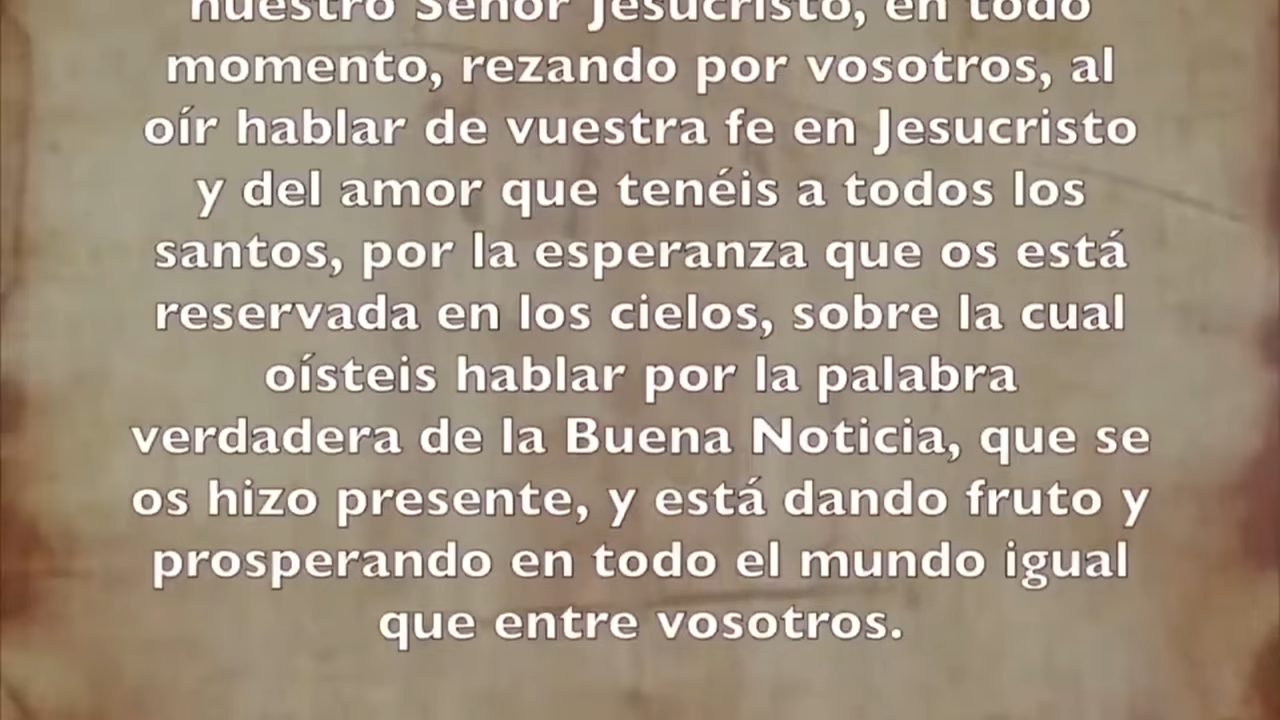 nuestro Señor Jesucristo, en todo
momento, rezando por vosotros, al
oír hablar de vuestra fe en Jesucristo
y del amor que tenéis a todos los
santos, por la esperanza que os está
reservada en los cielos, sobre la cual
oísteis hablar por la palabra
verdadera de la Buena Noticia, que se
os hizo presente, y está dando fruto y
prosperando en todo el mundo igual
que entre vosotros.